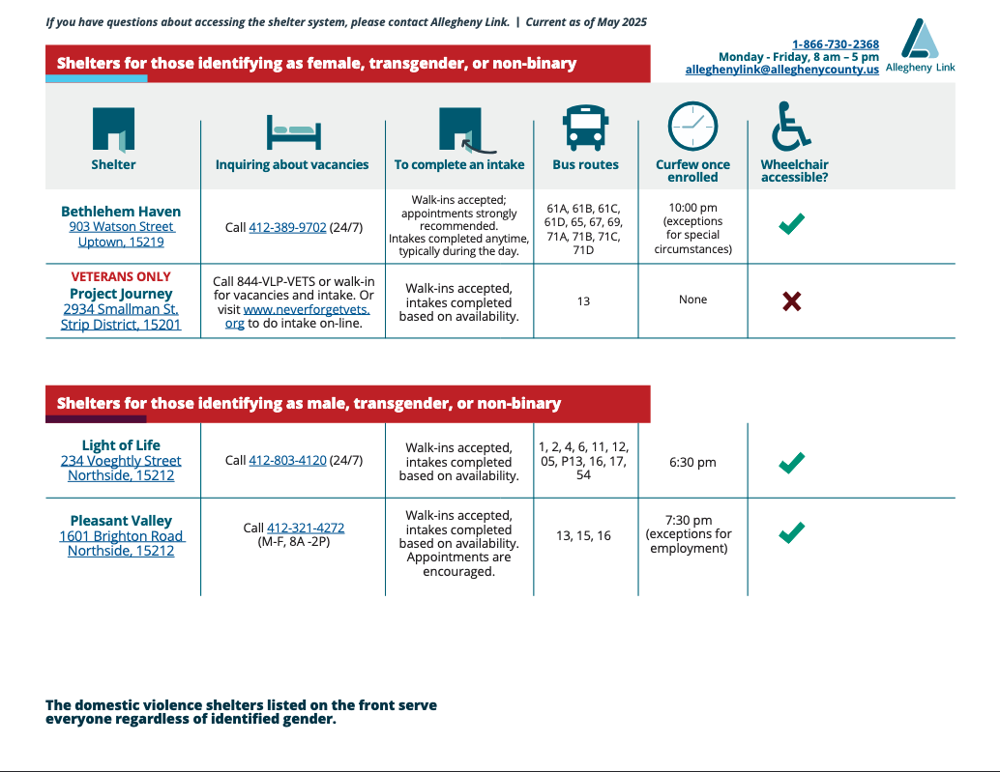 If you have questions about accessing the shelter system, please contact Allegheny Link. | Current as of May 2025
1-866-730-2368
Monday - Friday, 8 am – 5 pm
alleghenylink@alleghenycounty.us
Allegheny Link
Shelters for those identifying as female, transgender, or non-binary
Shelter
Inquiring about vacancies
To complete an intake
Bus routes
Curfew once
enrolled
Wheelchair
accessible?
Bethlehem Haven
903 Watson Street
Uptown, 15219
Call 412-389-9702 (24/7)
Walk-ins accepted;
appointments strongly
recommended.
Intakes completed anytime,
typically during the day.
61A, 61B, 61C,
61D, 65, 67, 69,
71A, 71B, 71C,
71D
10:00 pm
(exceptions
for special
circumstances)
VETERANS ONLY
Project Journey
2934 Smallman St.
Strip District, 15201
Call 844-VLP-VETS or walk-in
for vacancies and intake. Or
visit www.neverforgetvets.
org to do intake on-line.
Walk-ins accepted,
intakes completed
based on availability.
13
None
Shelters for those identifying as male, transgender, or non-binary
Light of Life
234 Voeghtly Street
Northside, 15212
Call 412-803-4120 (24/7)
Walk-ins accepted,
intakes completed
based on availability.
1, 2, 4, 6, 11, 12,
05, P13, 16, 17,
54
6:30 pm
Pleasant Valley
1601 Brighton Road
Northside, 15212
Call 412-321-4272
(M-F, 8A -2P)
Walk-ins accepted,
intakes completed
based on availability.
Appointments are
encouraged.
13, 15, 16
7:30 pm
(exceptions for
employment)
The domestic violence shelters listed on the front serve
everyone regardless of identified gender.